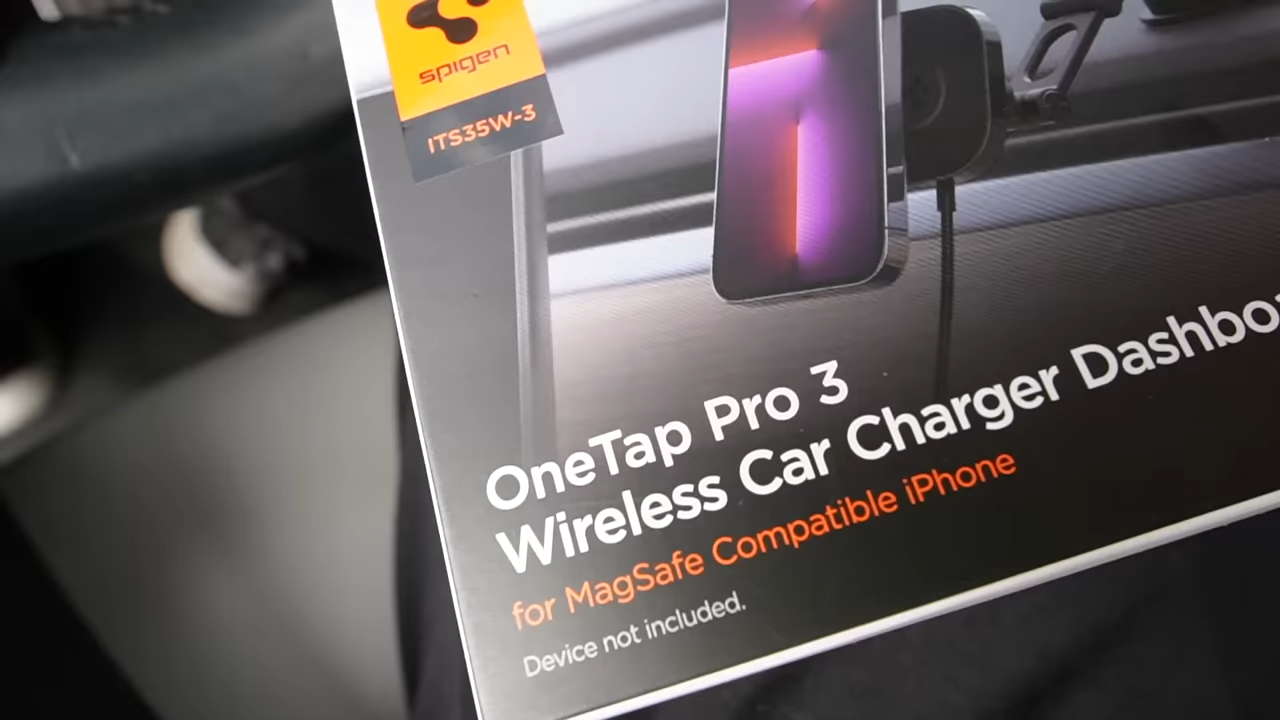 spigen
ITS35W-3
OneTap Pro 3
Wireless Car Charger Dashbo
for MagSafe Compatible iPhone
Device not included.